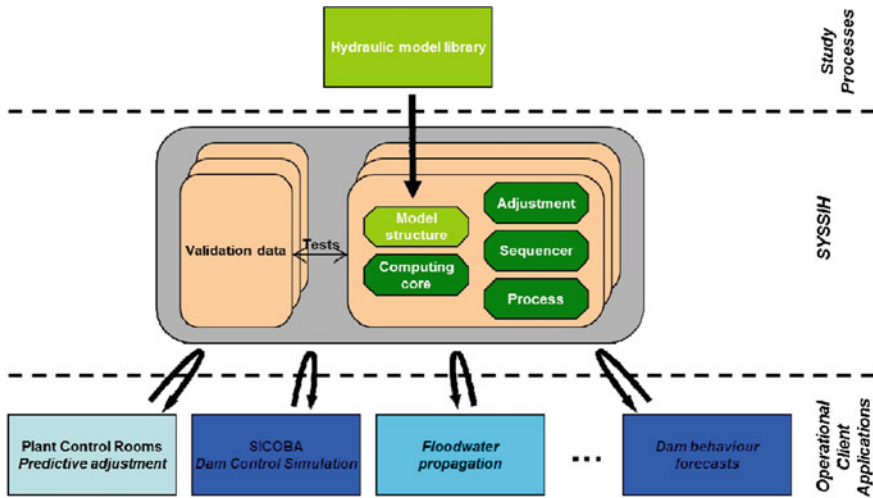 Hydraulic model library
Study
Processes
Validation data
Tests
Model
structure
Computing
core
Adjustment
Sequencer
Process
SYSSIH
Plant Control Rooms
Predictive adjustment
SICOBA
Dam Control Simulation
Floodwater
propagation
...
Dam behaviour
forecasts
Operational
Client
Applications